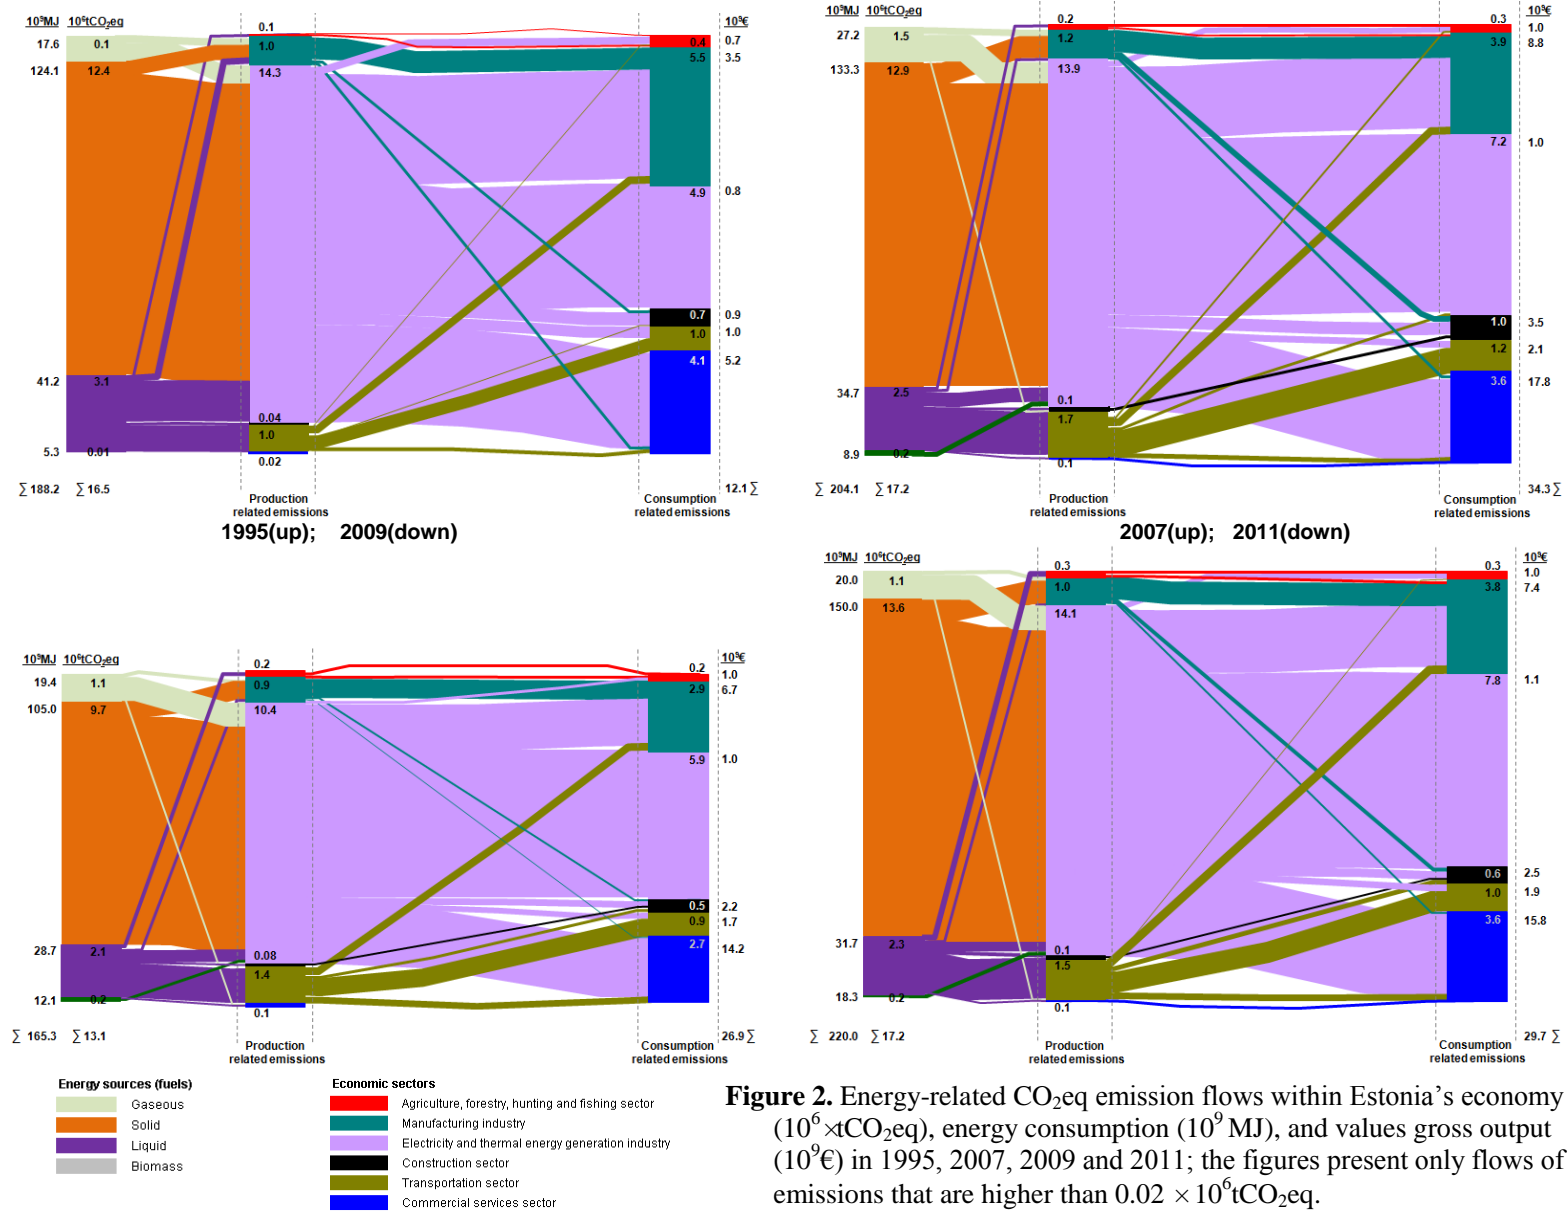 10⁹MJ 10⁶tCO₂eq 10⁹€
0.1
17.6 0.1 1.0 0.4 0.7
5.5 3.5
124.1 12.4 14.3
4.9 0.8
0.7 0.9
1.0 1.0
4.1 5.2
41.2 3.1
0.04
1.0
5.3 0.01
0.02
∑ 188.2 ∑ 16.5 12.1 ∑
Production
related emissions
Consumption
related emissions
1995(up); 2009(down)
10⁹MJ 10⁶tCO₂eq 10⁹€
0.2 0.3
27.2 1.5 1.2 1.0
3.9 8.8
133.3 12.9 13.9
7.2 1.0
1.0 3.5
1.2 2.1
3.6 17.8
34.7 2.5
0.1
1.7
8.9 0.2
0.1
∑ 204.1 ∑ 17.2 34.3 ∑
Production
related emissions
Consumption
related emissions
2007(up); 2011(down)
10⁹MJ 10⁶tCO₂eq 10⁹€
0.2 0.2
19.4 1.1 0.9 1.0
2.9 6.7
105.0 9.7 10.4
5.9 1.0
0.5 2.2
0.9 1.7
2.7 14.2
28.7 2.1
0.08
1.4
12.1 0.2
0.1
∑ 165.3 ∑ 13.1 26.9 ∑
Production
related emissions
Consumption
related emissions
10⁹MJ 10⁶tCO₂eq 10⁹€
0.3 0.3
20.0 1.1 1.0 1.0
3.8 7.4
150.0 13.6 14.1
7.8 1.1
0.6 2.5
1.0 1.9
3.6 15.8
31.7 2.3
0.1
1.5
18.3 0.2
0.1
∑ 220.0 ∑ 17.2 29.7 ∑
Production
related emissions
Consumption
related emissions
Energy sources (fuels)
Gaseous
Solid
Liquid
Biomass
Economic sectors
Agriculture, forestry, hunting and fishing sector
Manufacturing industry
Electricity and thermal energy generation industry
Construction sector
Transportation sector
Commercial services sector
Figure 2. Energy-related CO₂eq emission flows within Estonia’s economy
(10⁶×tCO₂eq), energy consumption (10⁹ MJ), and values gross output
(10⁹€) in 1995, 2007, 2009 and 2011; the figures present only flows of
emissions that are higher than 0.02 × 10⁶tCO₂eq.